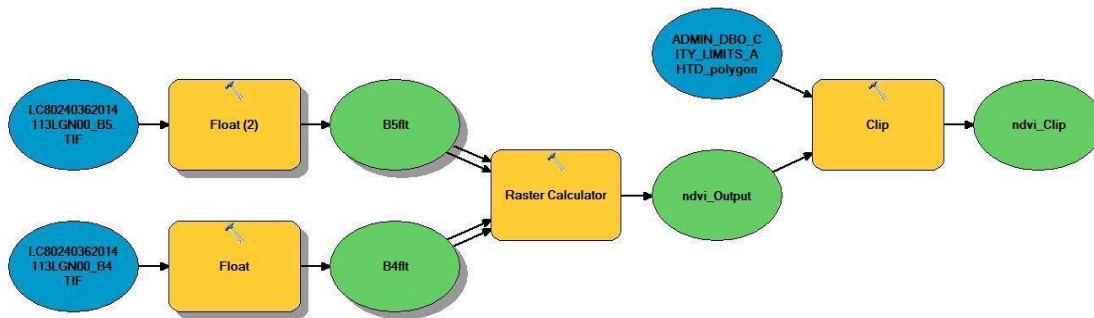 ADMIN_DBO_C
ITY_LIMITS_A
HTD_polygon
LC80240362014
113LGN00_B5.
TIF
Float (2)
B5flt
Clip
ndvi_Clip
Raster Calculator
ndvi_Output
LC80240362014
113LGN00_B4.
TIF
Float
B4flt